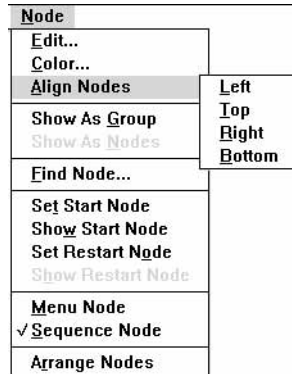 Node
Edit...
Color...
Align Nodes
Left
Top
Right
Bottom
Show As Group
Show As Nodes
Find Node...
Set Start Node
Show Start Node
Set Restart Node
Show Restart Node
Menu Node
√ Sequence Node
Arrange Nodes